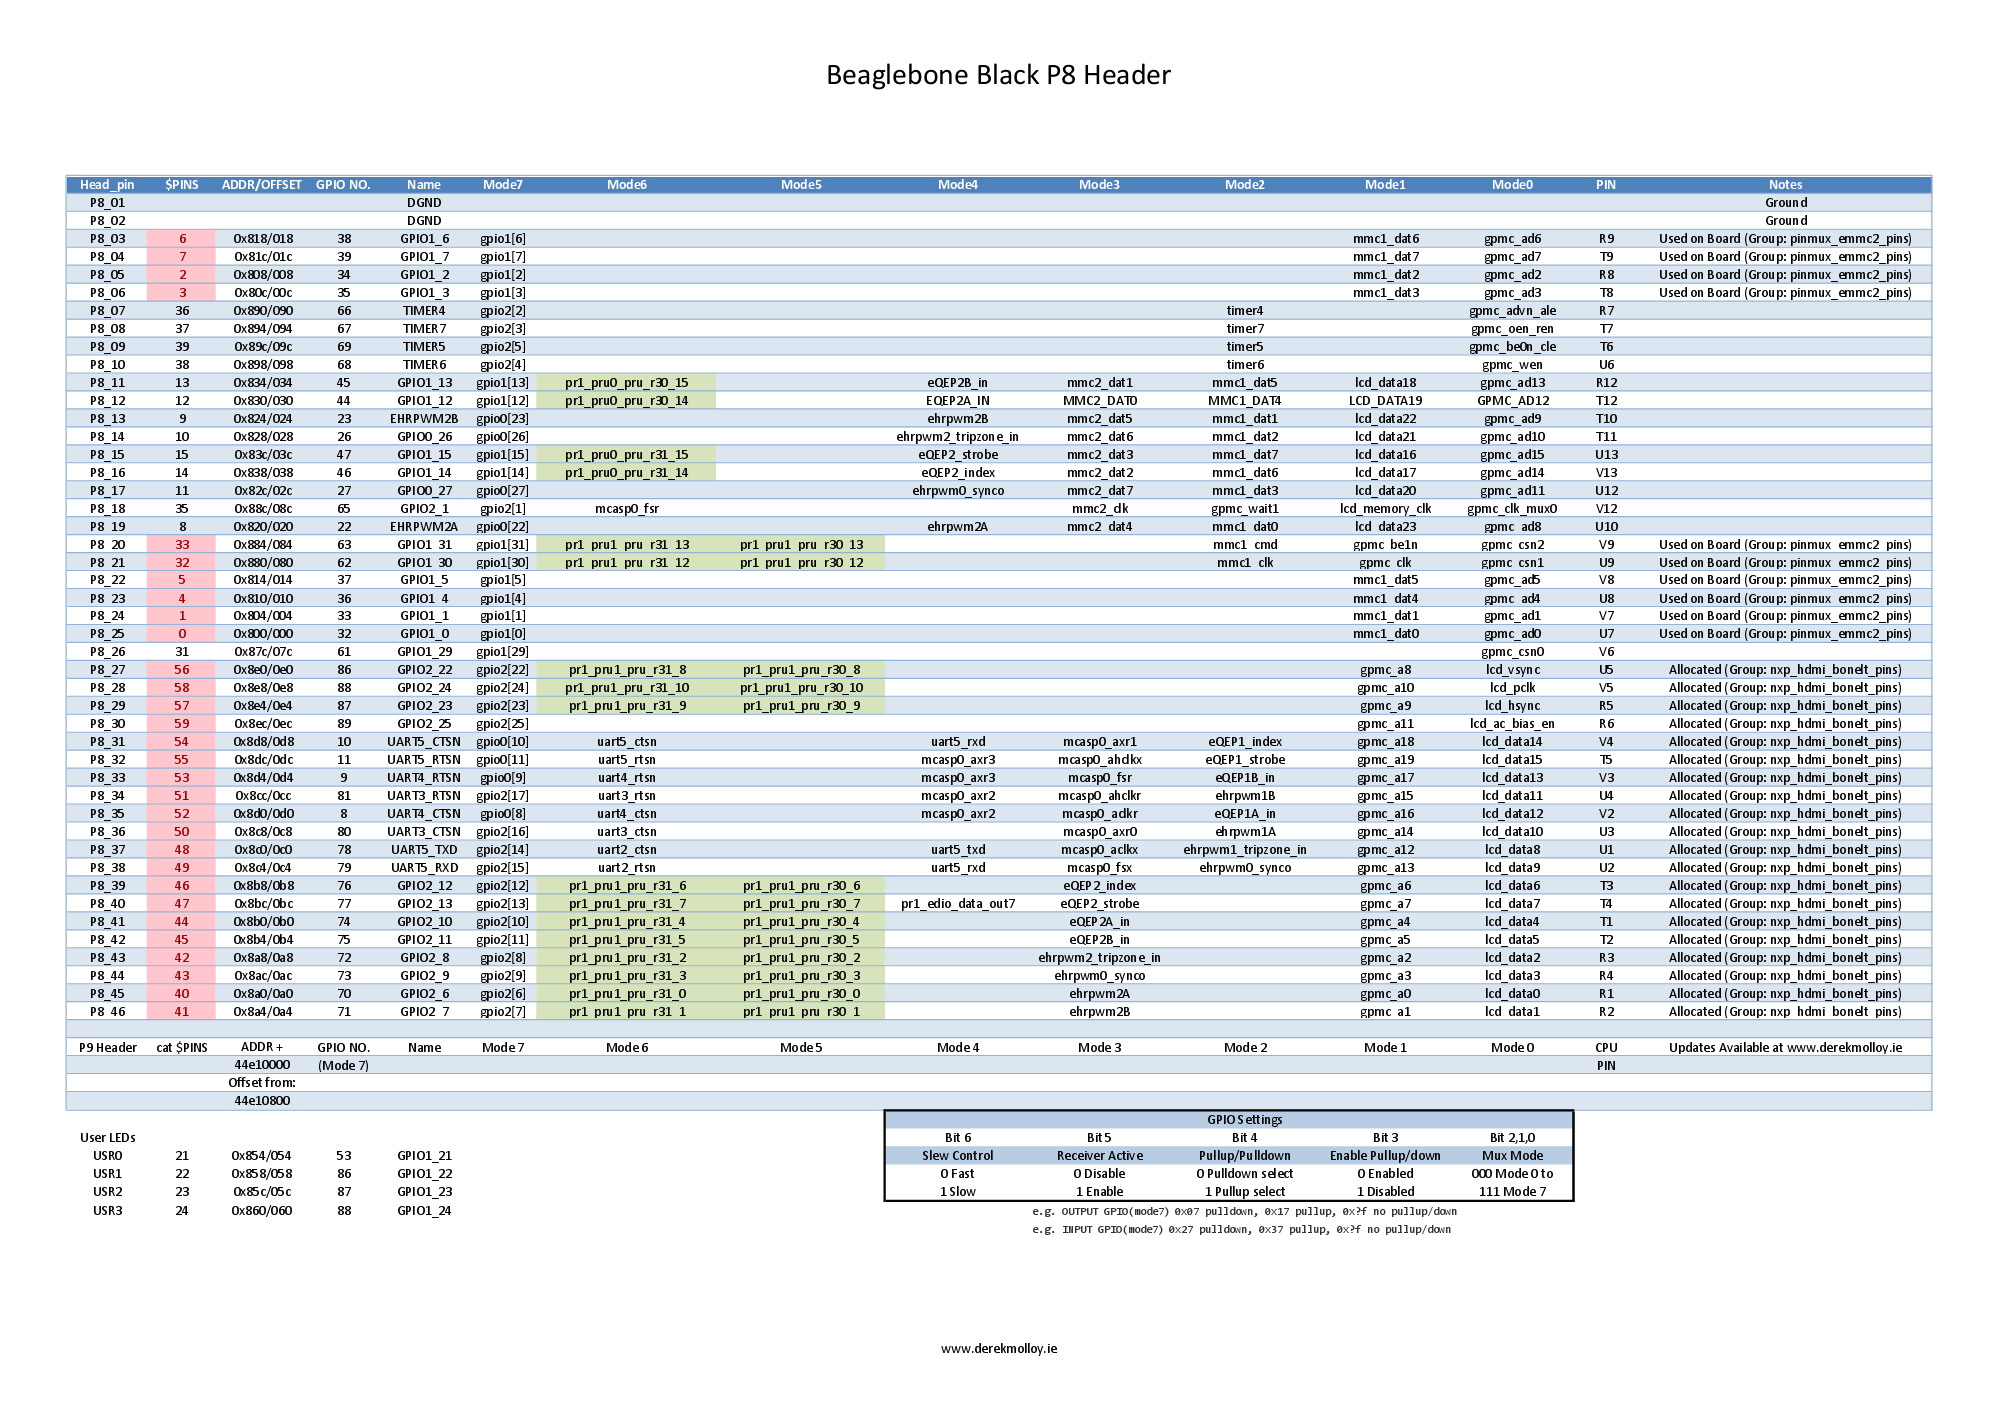 Beaglebone Black P8 Header
Head_pin $PINS ADDR/OFFSET GPIO NO. Name Mode7 Mode6 Mode5 Mode4 Mode3 Mode2 Mode1 Mode0 PIN Notes
P8_01 DGND Ground
P8_02 DGND Ground
P8_03 6 0x818/018 38 GPIO1_6 gpio1[6] mmc1_dat6 gpmc_ad6 R9 Used on Board (Group: pinmux_emmc2_pins)
P8_04 7 0x81c/01c 39 GPIO1_7 gpio1[7] mmc1_dat7 gpmc_ad7 T9 Used on Board (Group: pinmux_emmc2_pins)
P8_05 2 0x808/008 34 GPIO1_2 gpio1[2] mmc1_dat2 gpmc_ad2 R8 Used on Board (Group: pinmux_emmc2_pins)
P8_06 3 0x80c/00c 35 GPIO1_3 gpio1[3] mmc1_dat3 gpmc_ad3 T8 Used on Board (Group: pinmux_emmc2_pins)
P8_07 36 0x890/090 66 TIMER4 gpio2[2] timer4 gpmc_advn_ale R7
P8_08 37 0x894/094 67 TIMER7 gpio2[3] timer7 gpmc_oen_ren T7
P8_09 39 0x89c/09c 69 TIMER5 gpio2[5] timer5 gpmc_be0n_cle T6
P8_10 38 0x898/098 68 TIMER6 gpio2[4] timer6 gpmc_wen U6
P8_11 13 0x834/034 45 GPIO1_13 gpio1[13] pr1_pru0_pru_r30_15 eQEP2B_in mmc2_dat1 mmc1_dat5 lcd_data18 gpmc_ad13 R12
P8_12 12 0x830/030 44 GPIO1_12 gpio1[12] pr1_pru0_pru_r30_14 EQEP2A_IN MMC2_DAT0 MMC1_DAT4 LCD_DATA19 GPMC_AD12 T12
P8_13 9 0x824/024 23 EHRPWM2B gpio0[23] ehrpwm2B mmc2_dat5 mmc1_dat1 lcd_data22 gpmc_ad9 T10
P8_14 10 0x828/028 26 GPIO0_26 gpio0[26] ehrpwm2_tripzone_in mmc2_dat6 mmc1_dat2 lcd_data21 gpmc_ad10 T11
P8_15 15 0x83c/03c 47 GPIO1_15 gpio1[15] pr1_pru0_pru_r31_15 eQEP2_strobe mmc2_dat3 mmc1_dat7 lcd_data16 gpmc_ad15 U13
P8_16 14 0x838/038 46 GPIO1_14 gpio1[14] pr1_pru0_pru_r31_14 eQEP2_index mmc2_dat2 mmc1_dat6 lcd_data17 gpmc_ad14 V13
P8_17 11 0x82c/02c 27 GPIO0_27 gpio0[27] ehrpwm0_synco mmc2_dat7 mmc1_dat3 lcd_data20 gpmc_ad11 U12
P8_18 35 0x88c/08c 65 GPIO2_1 gpio2[1] mcasp0_fsr mmc2_clk gpmc_wait1 lcd_memory_clk gpmc_clk_mux0 V12
P8_19 8 0x820/020 22 EHRPWM2A gpio0[22] ehrpwm2A mmc2_dat4 mmc1_dat0 lcd_data23 gpmc_ad8 U10
P8_20 33 0x884/084 63 GPIO1_31 gpio1[31] pr1_pru1_pru_r31_13 pr1_pru1_pru_r30_13 mmc1_cmd gpmc_be1n gpmc_csn2 V9 Used on Board (Group: pinmux_emmc2_pins)
P8_21 32 0x880/080 62 GPIO1_30 gpio1[30] pr1_pru1_pru_r31_12 pr1_pru1_pru_r30_12 mmc1_clk gpmc_clk gpmc_csn1 U9 Used on Board (Group: pinmux_emmc2_pins)
P8_22 5 0x814/014 37 GPIO1_5 gpio1[5] mmc1_dat5 gpmc_ad5 V8 Used on Board (Group: pinmux_emmc2_pins)
P8_23 4 0x810/010 36 GPIO1_4 gpio1[4] mmc1_dat4 gpmc_ad4 U8 Used on Board (Group: pinmux_emmc2_pins)
P8_24 1 0x804/004 33 GPIO1_1 gpio1[1] mmc1_dat1 gpmc_ad1 V7 Used on Board (Group: pinmux_emmc2_pins)
P8_25 0 0x800/000 32 GPIO1_0 gpio1[0] mmc1_dat0 gpmc_ad0 U7 Used on Board (Group: pinmux_emmc2_pins)
P8_26 31 0x87c/07c 61 GPIO1_29 gpio1[29] gpmc_csn0 V6
P8_27 56 0x8e0/0e0 86 GPIO2_22 gpio2[22] pr1_pru1_pru_r31_8 pr1_pru1_pru_r30_8 gpmc_a8 lcd_vsync U5 Allocated (Group: nxp_hdmi_bonelt_pins)
P8_28 58 0x8e8/0e8 88 GPIO2_24 gpio2[24] pr1_pru1_pru_r31_10 pr1_pru1_pru_r30_10 gpmc_a10 lcd_pclk V5 Allocated (Group: nxp_hdmi_bonelt_pins)
P8_29 57 0x8e4/0e4 87 GPIO2_23 gpio2[23] pr1_pru1_pru_r31_9 pr1_pru1_pru_r30_9 gpmc_a9 lcd_hsync R5 Allocated (Group: nxp_hdmi_bonelt_pins)
P8_30 59 0x8ec/0ec 89 GPIO2_25 gpio2[25] gpmc_a11 lcd_ac_bias_en R6 Allocated (Group: nxp_hdmi_bonelt_pins)
P8_31 54 0x8d8/0d8 10 UART5_CTSN gpio0[10] uart5_ctsn uart5_rxd mcasp0_axr1 eQEP1_index gpmc_a18 lcd_data14 V4 Allocated (Group: nxp_hdmi_bonelt_pins)
P8_32 55 0x8dc/0dc 11 UART5_RTSN gpio0[11] uart5_rtsn mcasp0_axr3 mcasp0_ahclkx eQEP1_strobe gpmc_a19 lcd_data15 T5 Allocated (Group: nxp_hdmi_bonelt_pins)
P8_33 53 0x8d4/0d4 9 UART4_RTSN gpio0[9] uart4_rtsn mcasp0_axr3 mcasp0_fsr eQEP1B_in gpmc_a17 lcd_data13 V3 Allocated (Group: nxp_hdmi_bonelt_pins)
P8_34 51 0x8cc/0cc 81 UART3_RTSN gpio2[17] uart3_rtsn mcasp0_axr2 mcasp0_ahclkr ehrpwm1B gpmc_a15 lcd_data11 U4 Allocated (Group: nxp_hdmi_bonelt_pins)
P8_35 52 0x8d0/0d0 8 UART4_CTSN gpio0[8] uart4_ctsn mcasp0_axr2 mcasp0_aclkr eQEP1A_in gpmc_a16 lcd_data12 V2 Allocated (Group: nxp_hdmi_bonelt_pins)
P8_36 50 0x8c8/0c8 80 UART3_CTSN gpio2[16] uart3_ctsn mcasp0_axr0 ehrpwm1A gpmc_a14 lcd_data10 U3 Allocated (Group: nxp_hdmi_bonelt_pins)
P8_37 48 0x8c0/0c0 78 UART5_TXD gpio2[14] uart2_ctsn uart5_txd mcasp0_aclkx ehrpwm1_tripzone_in gpmc_a12 lcd_data8 U1 Allocated (Group: nxp_hdmi_bonelt_pins)
P8_38 49 0x8c4/0c4 79 UART5_RXD gpio2[15] uart2_rtsn uart5_rxd mcasp0_fsx ehrpwm0_synco gpmc_a13 lcd_data9 U2 Allocated (Group: nxp_hdmi_bonelt_pins)
P8_39 46 0x8b8/0b8 76 GPIO2_12 gpio2[12] pr1_pru1_pru_r31_6 pr1_pru1_pru_r30_6 eQEP2_index gpmc_a6 lcd_data6 T3 Allocated (Group: nxp_hdmi_bonelt_pins)
P8_40 47 0x8bc/0bc 77 GPIO2_13 gpio2[13] pr1_pru1_pru_r31_7 pr1_pru1_pru_r30_7 pr1_edio_data_out7 eQEP2_strobe gpmc_a7 lcd_data7 T4 Allocated (Group: nxp_hdmi_bonelt_pins)
P8_41 44 0x8b0/0b0 74 GPIO2_10 gpio2[10] pr1_pru1_pru_r31_4 pr1_pru1_pru_r30_4 eQEP2A_in gpmc_a4 lcd_data4 T1 Allocated (Group: nxp_hdmi_bonelt_pins)
P8_42 45 0x8b4/0b4 75 GPIO2_11 gpio2[11] pr1_pru1_pru_r31_5 pr1_pru1_pru_r30_5 eQEP2B_in gpmc_a5 lcd_data5 T2 Allocated (Group: nxp_hdmi_bonelt_pins)
P8_43 42 0x8a8/0a8 72 GPIO2_8 gpio2[8] pr1_pru1_pru_r31_2 pr1_pru1_pru_r30_2 ehrpwm2_tripzone_in gpmc_a2 lcd_data2 R3 Allocated (Group: nxp_hdmi_bonelt_pins)
P8_44 43 0x8ac/0ac 73 GPIO2_9 gpio2[9] pr1_pru1_pru_r31_3 pr1_pru1_pru_r30_3 ehrpwm0_synco gpmc_a3 lcd_data3 R4 Allocated (Group: nxp_hdmi_bonelt_pins)
P8_45 40 0x8a0/0a0 70 GPIO2_6 gpio2[6] pr1_pru1_pru_r31_0 pr1_pru1_pru_r30_0 ehrpwm2A gpmc_a0 lcd_data0 R1 Allocated (Group: nxp_hdmi_bonelt_pins)
P8_46 41 0x8a4/0a4 71 GPIO2_7 gpio2[7] pr1_pru1_pru_r31_1 pr1_pru1_pru_r30_1 ehrpwm2B gpmc_a1 lcd_data1 R2 Allocated (Group: nxp_hdmi_bonelt_pins)
P9 Header cat $PINS ADDR + GPIO NO. Name Mode 7 Mode 6 Mode 5 Mode 4 Mode 3 Mode 2 Mode 1 Mode 0 CPU Updates Available at www.derekmolloy.ie
44e10000 (Mode 7) PIN
Offset from:
44e10800
GPIO Settings
User LEDs Bit 6 Bit 5 Bit 4 Bit 3 Bit 2,1,0
USR0 21 0x854/054 53 GPIO1_21 Slew Control Receiver Active Pullup/Pulldown Enable Pullup/down Mux Mode
USR1 22 0x858/058 86 GPIO1_22 0 Fast 0 Disable 0 Pulldown select 0 Enabled 000 Mode 0 to
USR2 23 0x85c/05c 87 GPIO1_23 1 Slow 1 Enable 1 Pullup select 1 Disabled 111 Mode 7
USR3 24 0x860/060 88 GPIO1_24 e.g. OUTPUT GPIO(mode7) 0x07 pulldown, 0x17 pullup, 0x?f no pullup/down
e.g. INPUT GPIO(mode7) 0x27 pulldown, 0x37 pullup, 0x?f no pullup/down
www.derekmolloy.ie